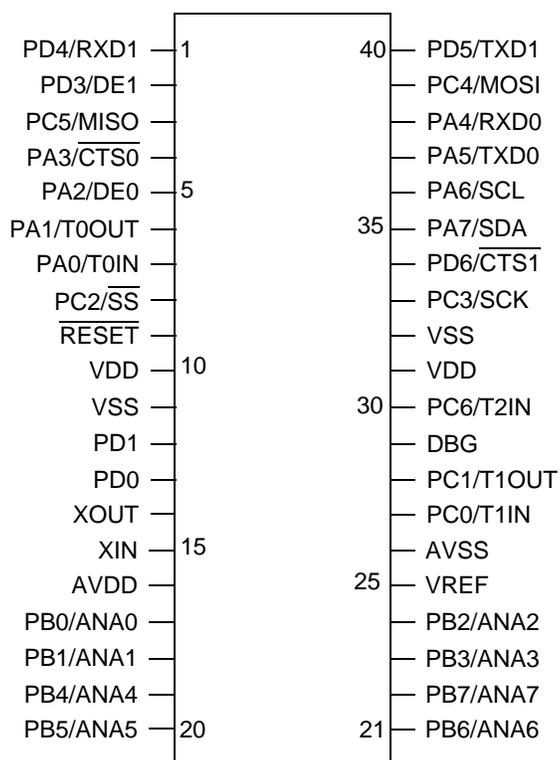 PD4/RXD1 1 40 PD5/TXD1
PD3/DE1 PC4/MOSI
PC5/MISO PA4/RXD0
PA3/CTS0 PA5/TXD0
PA2/DE0 5 PA6/SCL
PA1/T0OUT 35 PA7/SDA
PA0/T0IN PD6/CTS1
PC2/SS PC3/SCK
RESET VSS
VDD 10 VDD
VSS 30 PC6/T2IN
PD1 DBG
PD0 PC1/T1OUT
XOUT PC0/T1IN
XIN 15 AVSS
AVDD 25 VREF
PB0/ANA0 PB2/ANA2
PB1/ANA1 PB3/ANA3
PB4/ANA4 PB7/ANA7
PB5/ANA5 20 21 PB6/ANA6